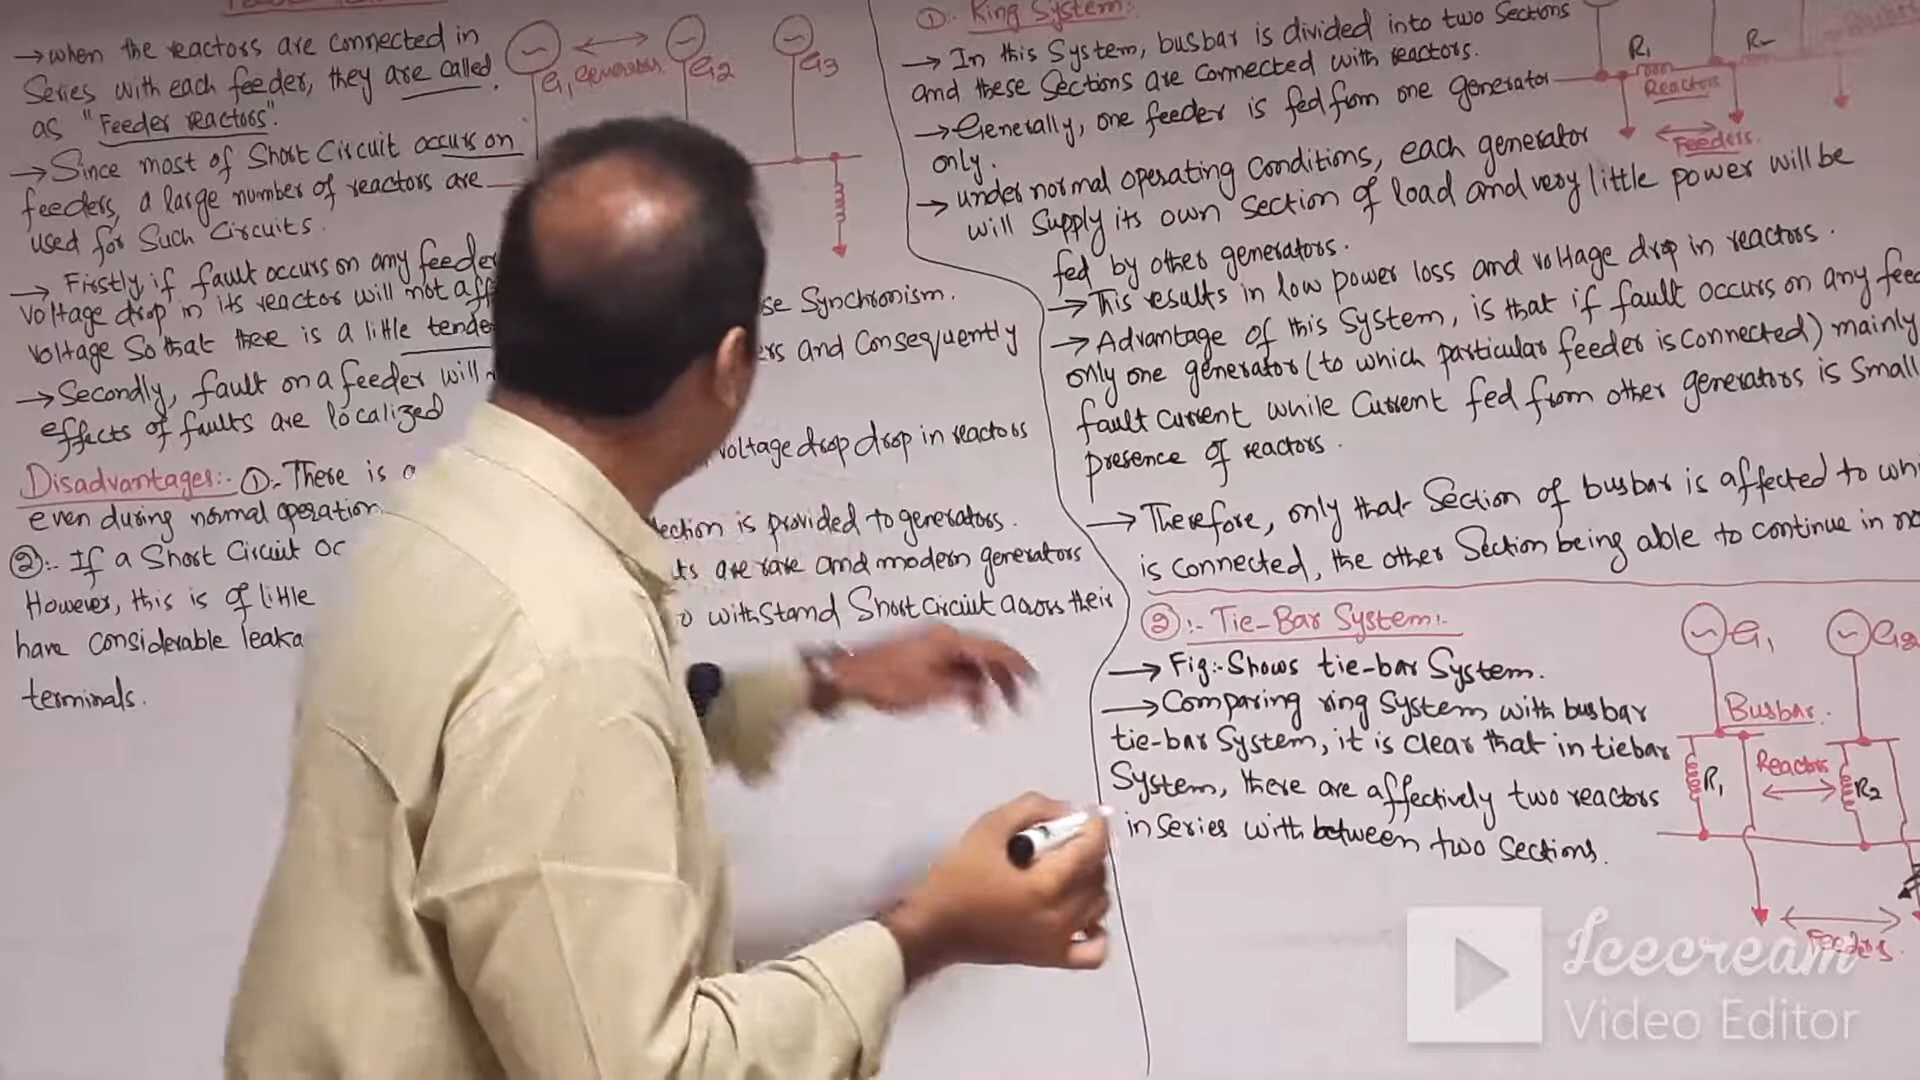 → when the reactors are connected in
Series with each feeder, they are called
as "Feeder reactors".
→ Since most of Short Circuit occurs on
feeders, a large number of reactors are
used for Such Circuits.
→ Firstly if fault occurs on any feeder
voltage drop in its reactor will not
voltage So that there is a little
se Synchronism.
→ Secondly, fault on a feeder will
and Consequently
effects of faults are localized
Disadvantages:- ①:- There is a
voltage drop drop in reactors
even during normal operation
②:- If a Short Circuit
is provided to generators.
However, this is of little
are rare and modern generators
have considerable
withstand Short Circuit across their
terminals.
G1 Generators G2 G3
①:- Ring System:-
→ In this System, busbar is divided into two Sections
and these Sections are connected with reactors.
→ Generally, one feeder is fed from one generator
only.
→ under normal operating Conditions, each generator
will Supply its own Section of load and very little power will be
fed by other generators.
→ This results in low power loss and voltage drop in reactors.
→ Advantage of this System, is that if fault occurs on any
only one generator (to which particular feeder is connected) mainly
fault current while Current fed from other generators is Small
presence of reactors.
→ Therefore, only that Section of busbar is affected to
is connected, the other Section being able to continue in
R1
Reactors
Feeders.
②:- Tie-Bar System:-
→ Fig:- Shows tie-bar System.
→ Comparing ring System with busbar
tie-bar System, it is clear that in tiebar
System, there are affectively two reactors
in Series with between two Sections.
G1 G2
Busbar.
R1 Reactors R2
Feeders.
Icecream
Video Editor